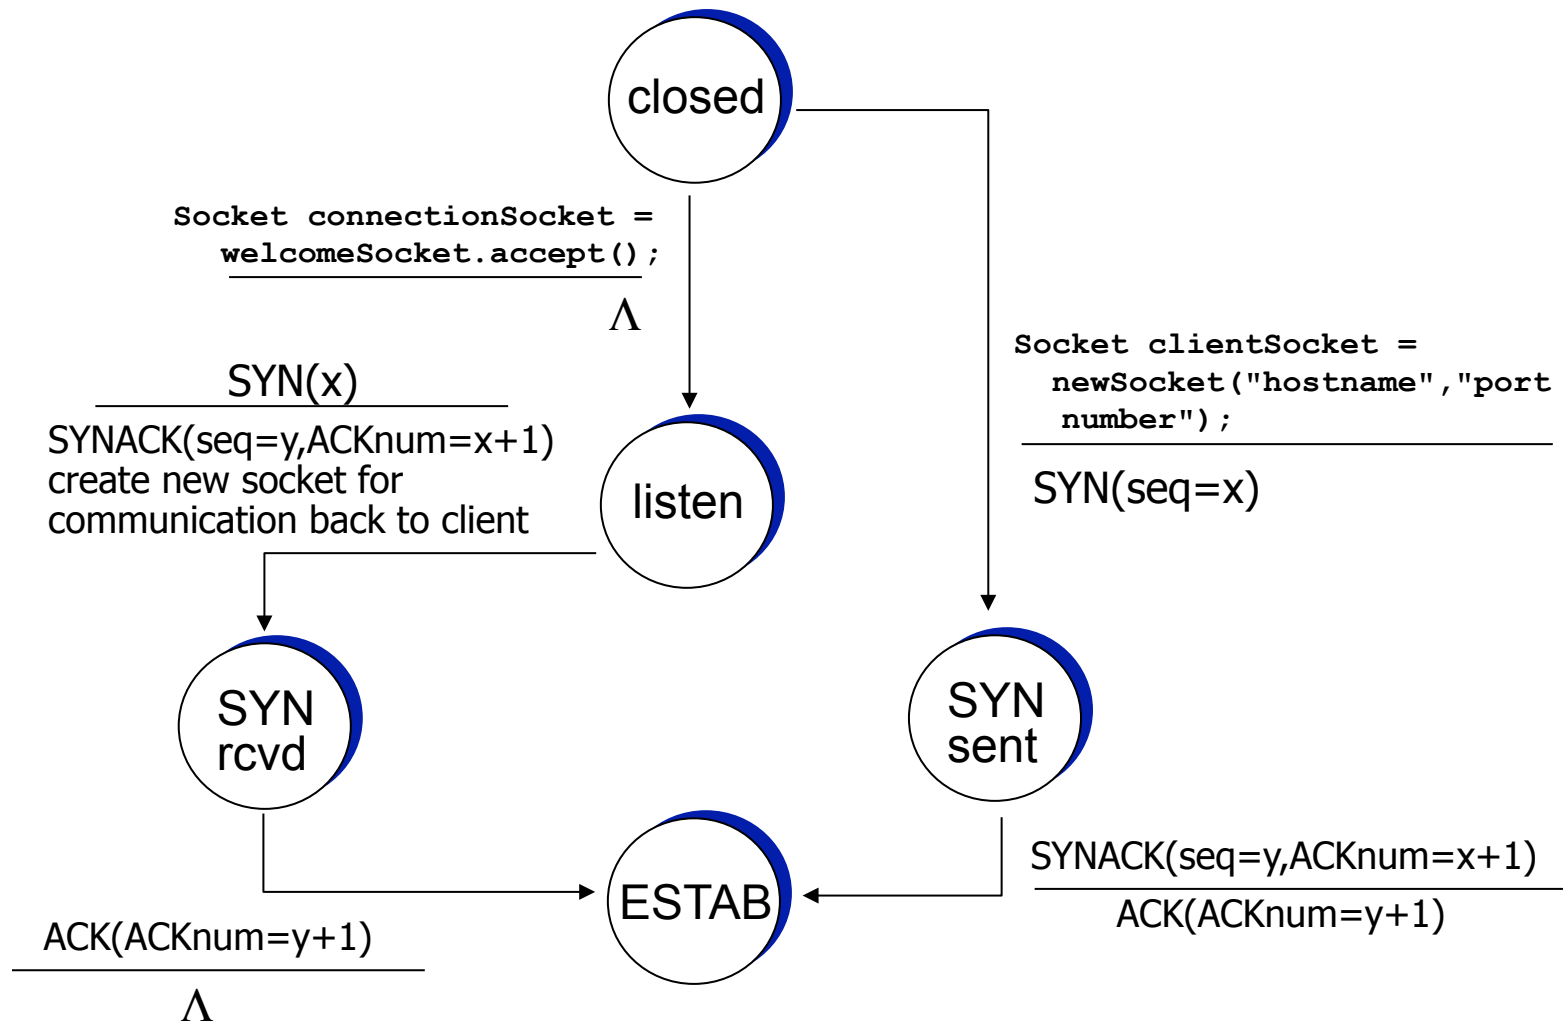 closed
Socket connectionSocket =
welcomeSocket.accept();
Λ
Socket clientSocket =
newSocket("hostname","port
number");
SYN(seq=x)
SYN(x)
SYNACK(seq=y,ACKnum=x+1)
create new socket for
communication back to client
listen
SYN
rcvd
SYN
sent
ESTAB
SYNACK(seq=y,ACKnum=x+1)
ACK(ACKnum=y+1)
ACK(ACKnum=y+1)
Λ